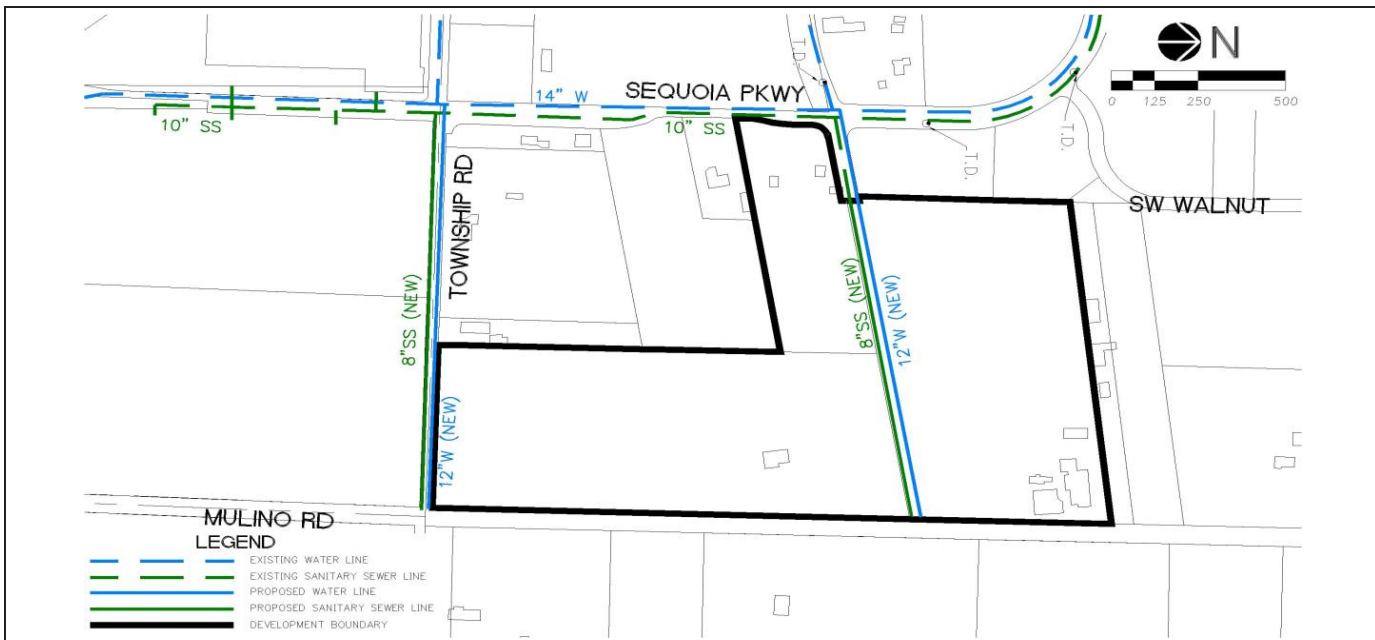 N
0 125 250 500
T.D.
SEQUOIA PKWY
14" W
10" SS
10" SS
T.D.
T.D.
SW WALNUT
TOWNSHIP RD
8"SS (NEW)
8"SS (NEW)
12"W (NEW)
12"W (NEW)
MULINO RD
LEGEND
EXISTING WATER LINE
EXISTING SANITARY SEWER LINE
PROPOSED WATER LINE
PROPOSED SANITARY SEWER LINE
DEVELOPMENT BOUNDARY